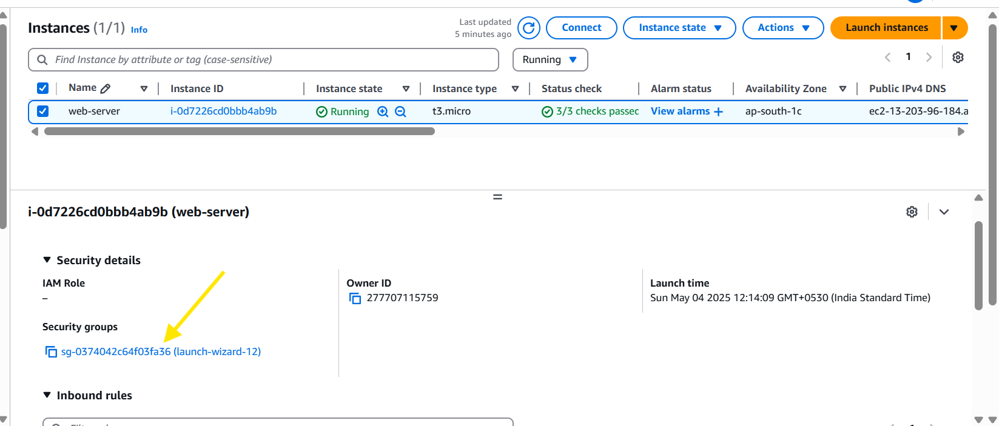 Instances (1/1) Info
Last updated
5 minutes ago
Connect
Instance state
Actions
Launch instances
Find Instance by attribute or tag (case-sensitive)
Running
1
Name Instance ID Instance state Instance type Status check Alarm status Availability Zone Public IPv4 DNS
web-server i-0d7226cd0bbb4ab9b Running t3.micro 3/3 checks passec View alarms + ap-south-1c ec2-13-203-96-184.a
i-0d7226cd0bbb4ab9b (web-server)
Security details
IAM Role
–
Owner ID
277707115759
Launch time
Sun May 04 2025 12:14:09 GMT+0530 (India Standard Time)
Security groups
sg-0374042c64f03fa36 (launch-wizard-12)
Inbound rules